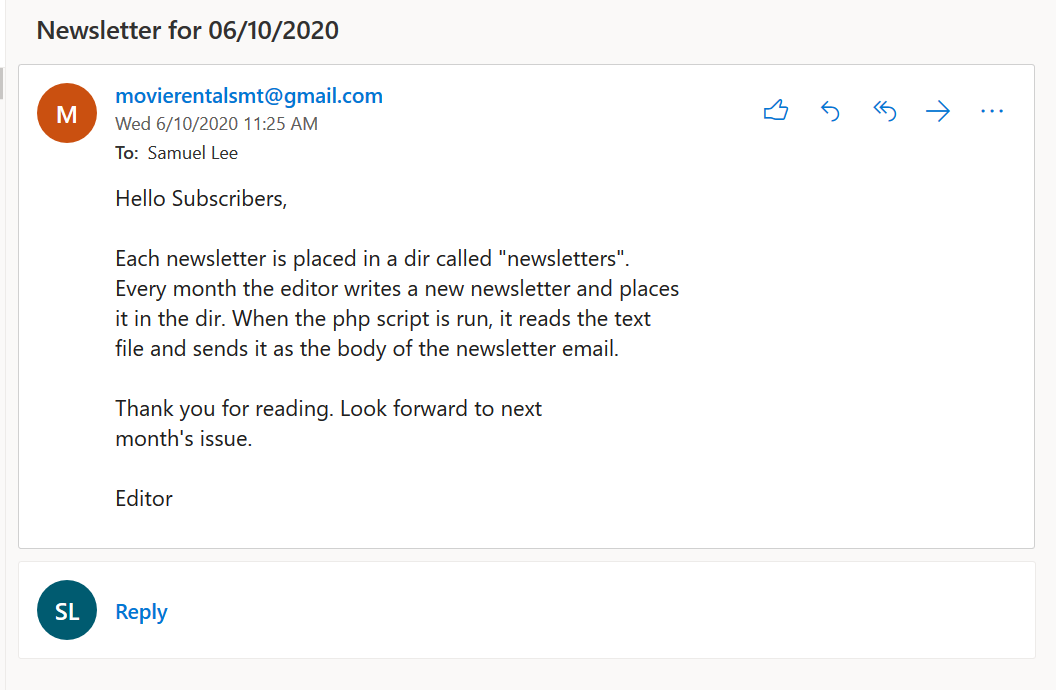 Newsletter for 06/10/2020
M
movierentalsmt@gmail.com
Wed 6/10/2020 11:25 AM
To: Samuel Lee
Hello Subscribers,
Each newsletter is placed in a dir called "newsletters".
Every month the editor writes a new newsletter and places
it in the dir. When the php script is run, it reads the text
file and sends it as the body of the newsletter email.
Thank you for reading. Look forward to next
month's issue.
Editor
SL
Reply